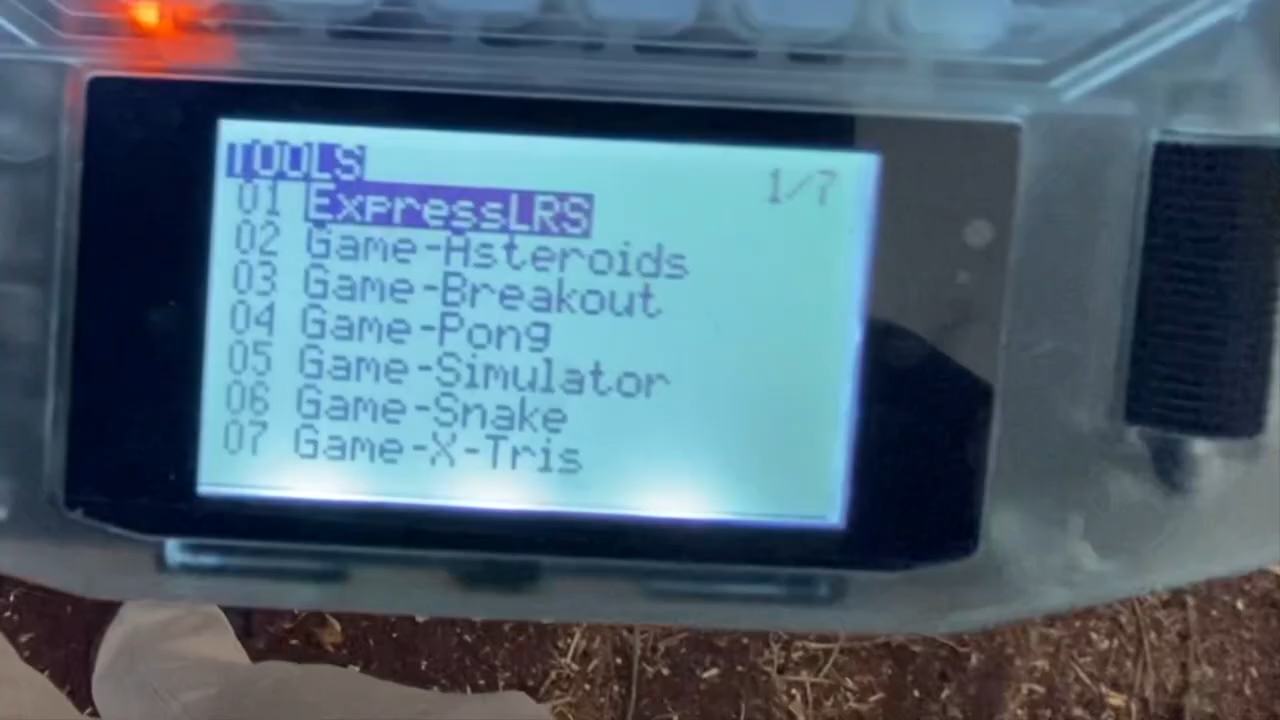 TOOLS 1/7
01 ExpressLRS
02 Game-Asteroids
03 Game-Breakout
04 Game-Pong
05 Game-Simulator
06 Game-Snake
07 Game-X-Tris